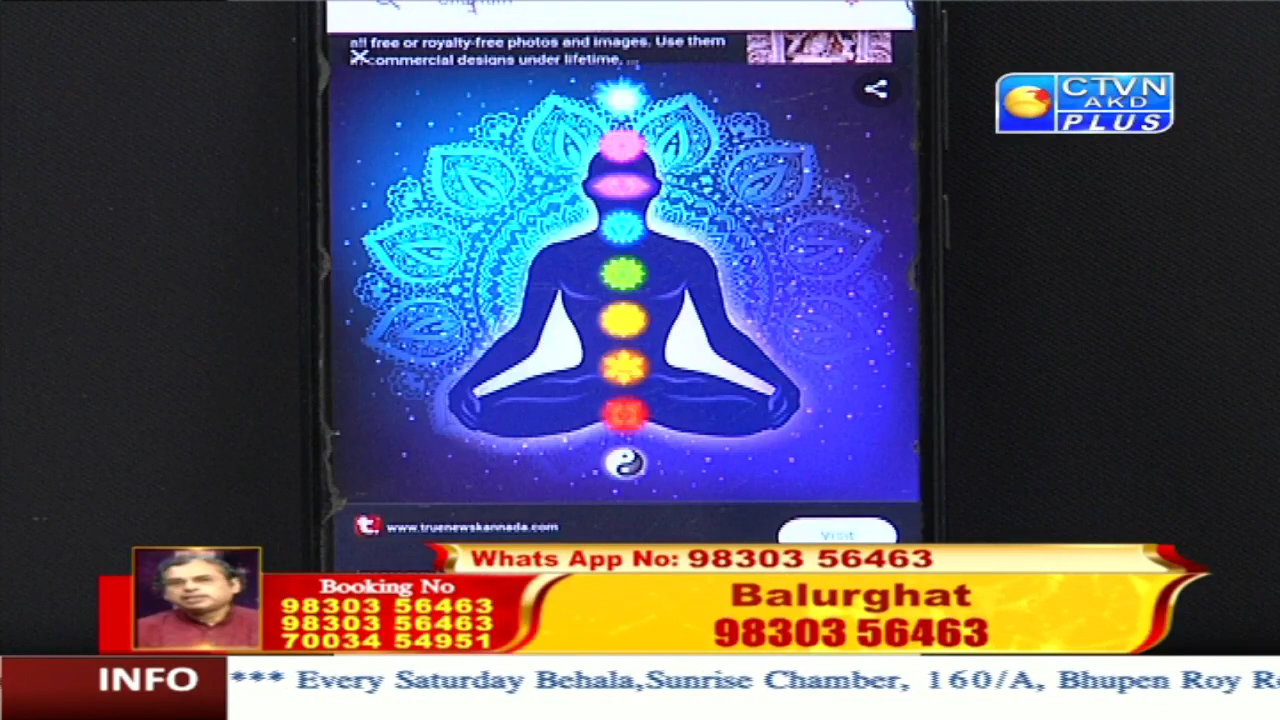 free or royalty-free photos and images. Use them
commercial designs under lifetime, ...
CTVN
AKD
PLUS
www.truenewskannada.com
Visit
Whats App No: 98303 56463
Booking No
98303 56463
98303 56463
70034 54951
Balurghat
98303 56463
INFO
*** Every Saturday Behala,Sunrise Chamber, 160/A, Bhupen Roy